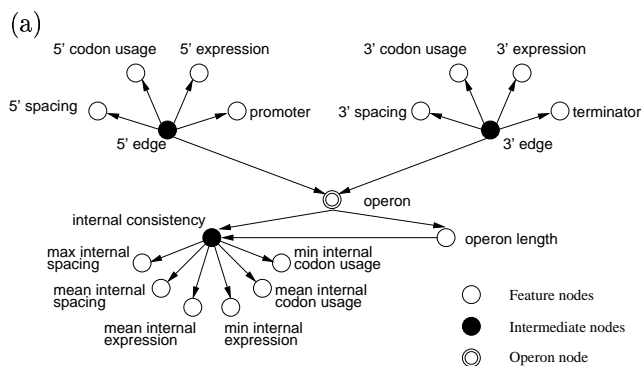 (a)
5’ codon usage
5’ expression
3’ codon usage
3’ expression
5’ spacing
promoter
3’ spacing
terminator
5’ edge
3’ edge
operon
internal consistency
operon length
max internal
spacing
min internal
codon usage
mean internal
spacing
mean internal
codon usage
mean internal
expression
min internal
expression
Feature nodes
Intermediate nodes
Operon node